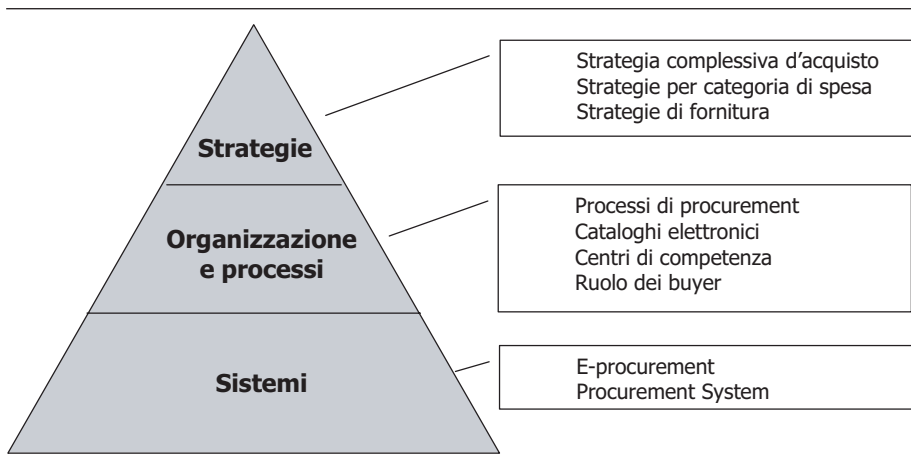 Strategie
Strategia complessiva d’acquisto
Strategie per categoria di spesa
Strategie di fornitura
Organizzazione
e processi
Processi di procurement
Cataloghi elettronici
Centri di competenza
Ruolo dei buyer
Sistemi
E-procurement
Procurement System